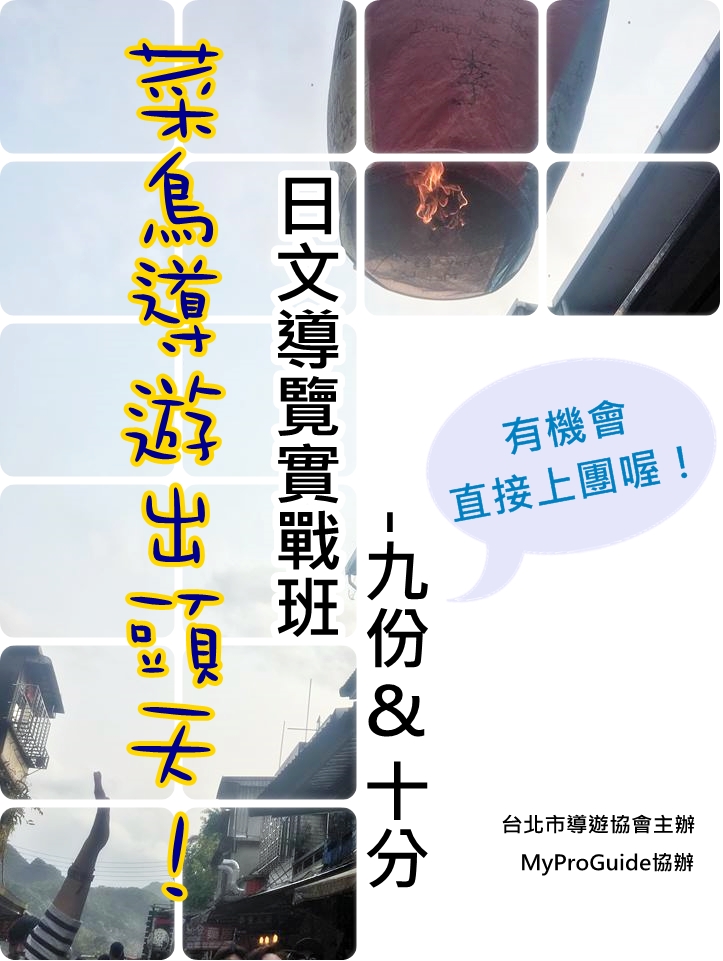 菜鳥導遊出頭天！
日文導覽實戰班
-九份&十分
有機會
直接上團喔！
台北市導遊協會主辦
MyProGuide協辦